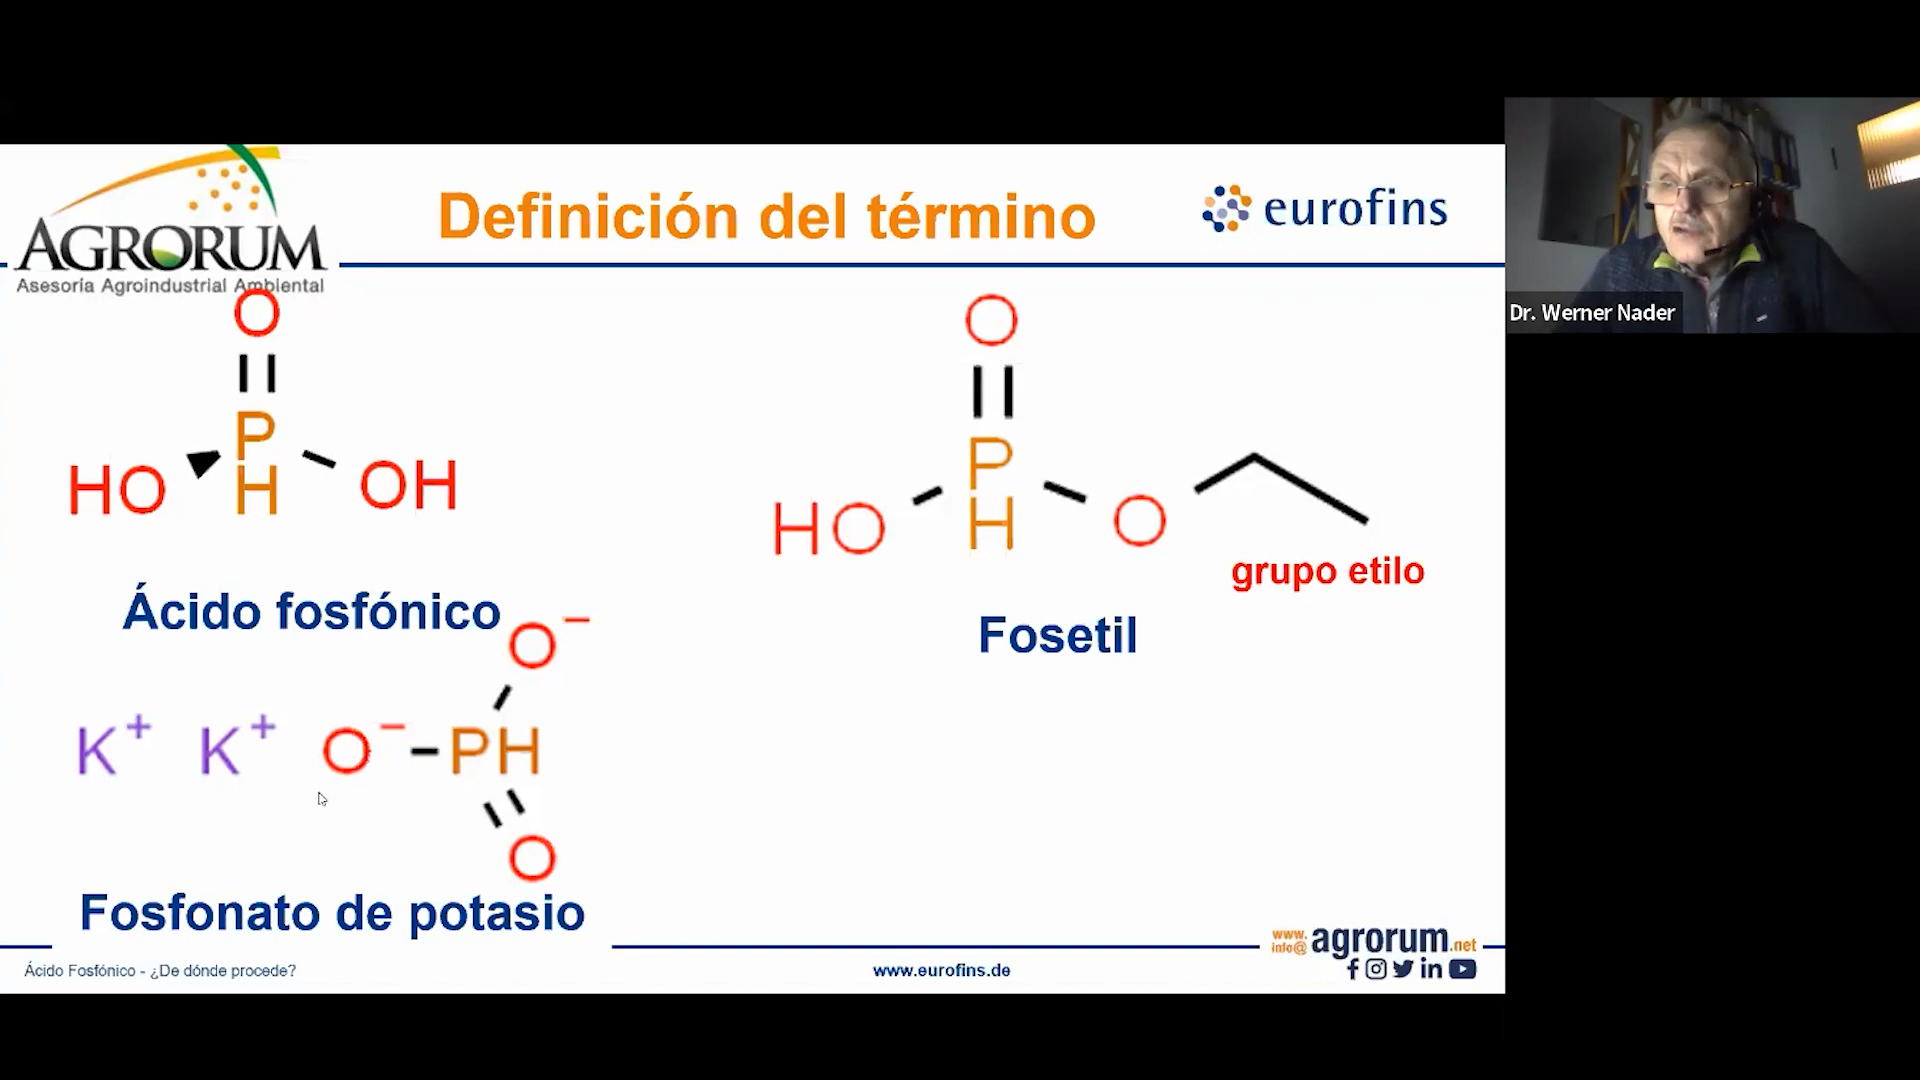 AGRORUM
Asesoría Agroindustrial Ambiental
Definición del término
eurofins
Dr. Werner Nader
O
P
HO
H
OH
Ácido fosfónico
O
P
HO
H
O
grupo etilo
Fosetil
O⁻
K⁺ K⁺ O⁻ PH
O
Fosfonato de potasio
Ácido Fosfónico - ¿De dónde procede?
www.eurofins.de
www.
info@
agrorum.net